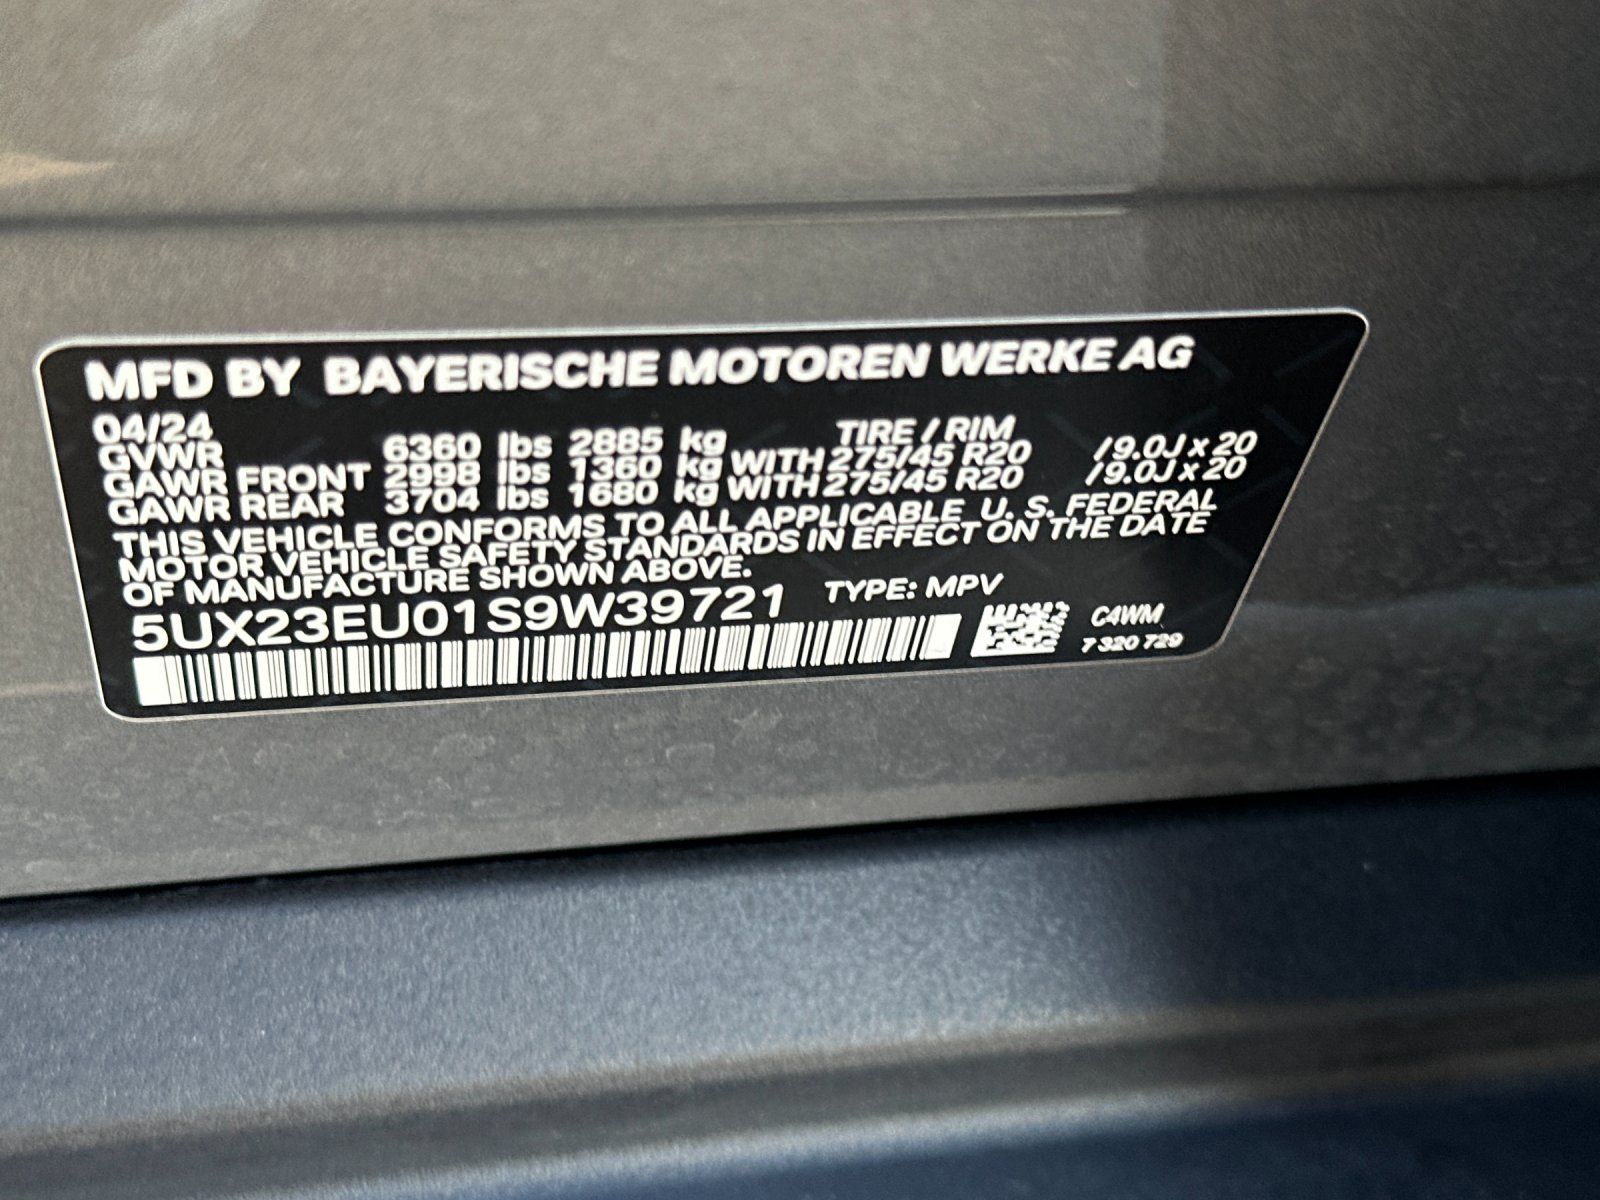 MFD BY BAYERISCHE MOTOREN WERKE AG
04/24 TIRE / RIM
GVWR 6360 lbs 2885 kg
GAWR FRONT 2998 lbs 1360 kg WITH 275/45 R20 /9.0J x 20
GAWR REAR 3704 lbs 1680 kg WITH 275/45 R20 /9.0J x 20
THIS VEHICLE CONFORMS TO ALL APPLICABLE U. S. FEDERAL
MOTOR VEHICLE SAFETY STANDARDS IN EFFECT ON THE DATE
OF MANUFACTURE SHOWN ABOVE.
5UX23EU01S9W39721 TYPE: MPV
C4WM
7 320 729